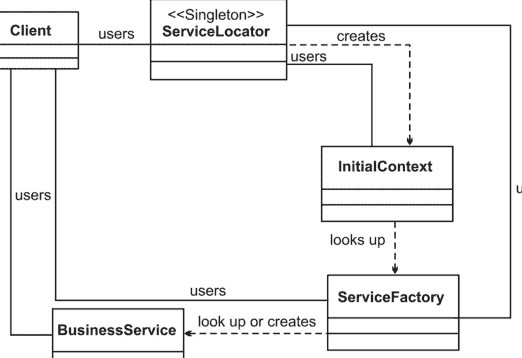 <<Singleton>>
Client
users
ServiceLocator
creates
users
InitialContext
users
looks up
users
ServiceFactory
BusinessService
look up or creates